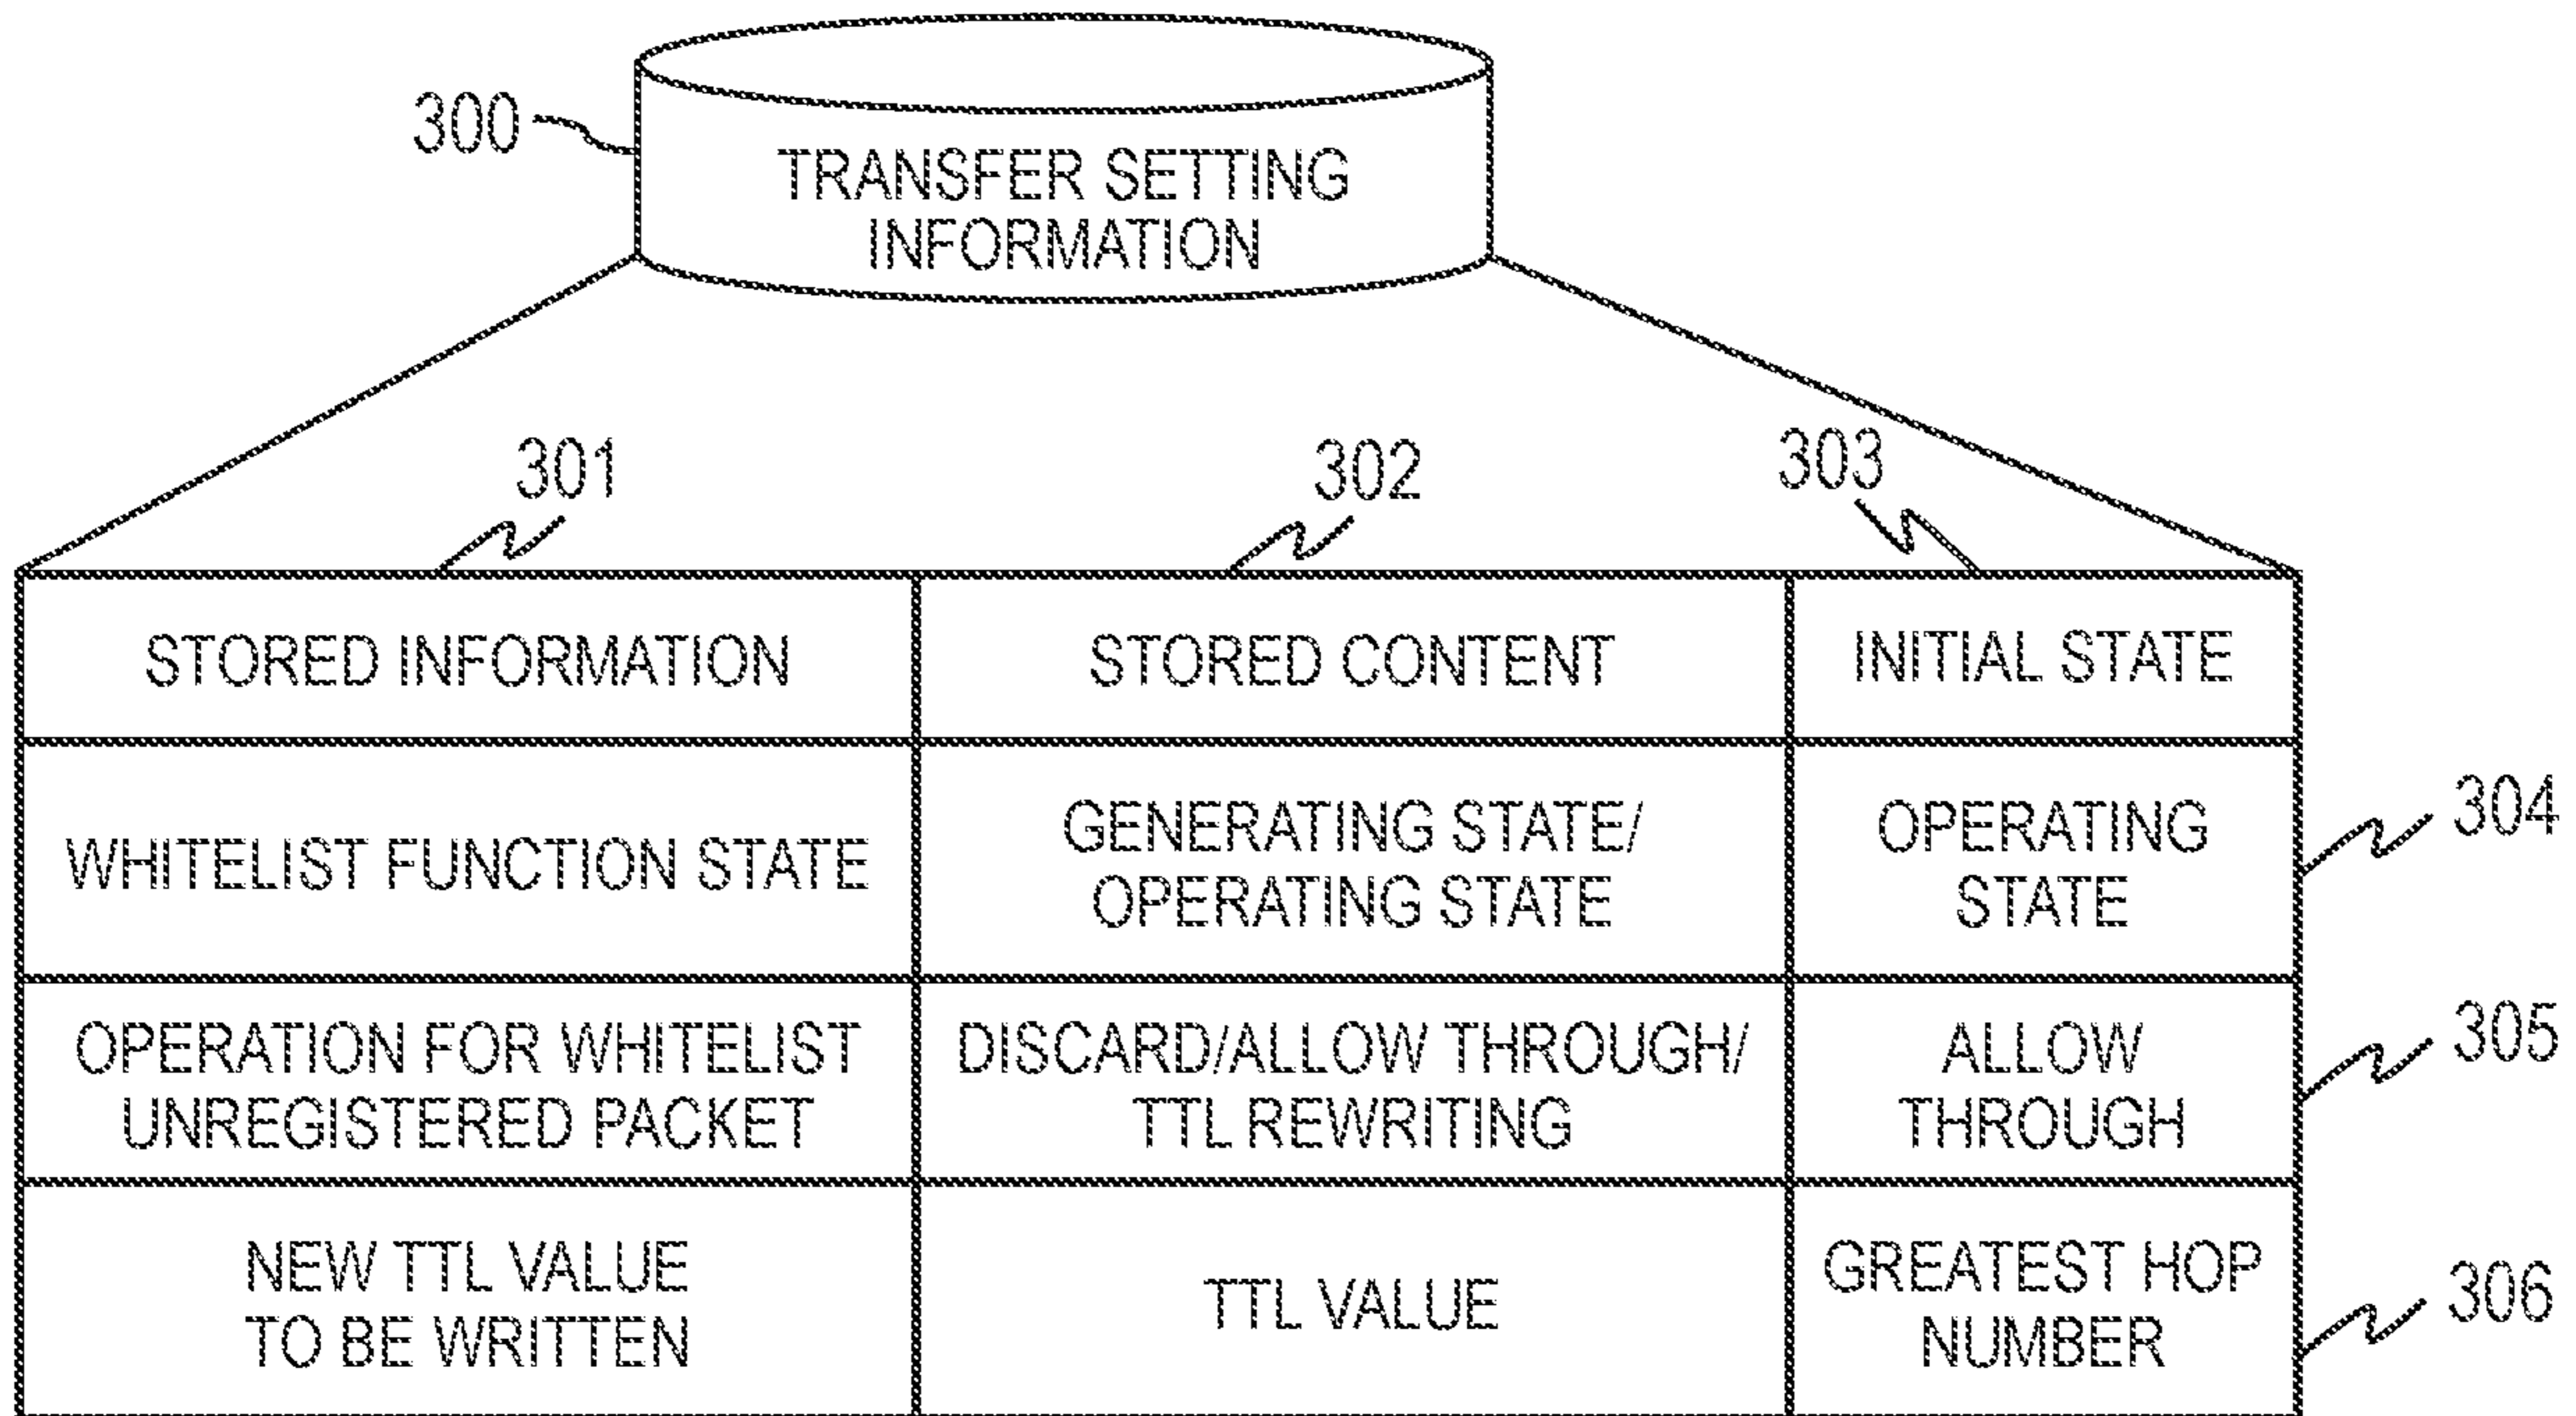 300
TRANSFER SETTING
INFORMATION
301
302
303
STORED INFORMATION
STORED CONTENT
INITIAL STATE
WHITELIST FUNCTION STATE
GENERATING STATE/
OPERATING STATE
OPERATING
STATE
304
OPERATION FOR WHITELIST
UNREGISTERED PACKET
DISCARD/ALLOW THROUGH/
TTL REWRITING
ALLOW
THROUGH
305
NEW TTL VALUE
TO BE WRITTEN
TTL VALUE
GREATEST HOP
NUMBER
306